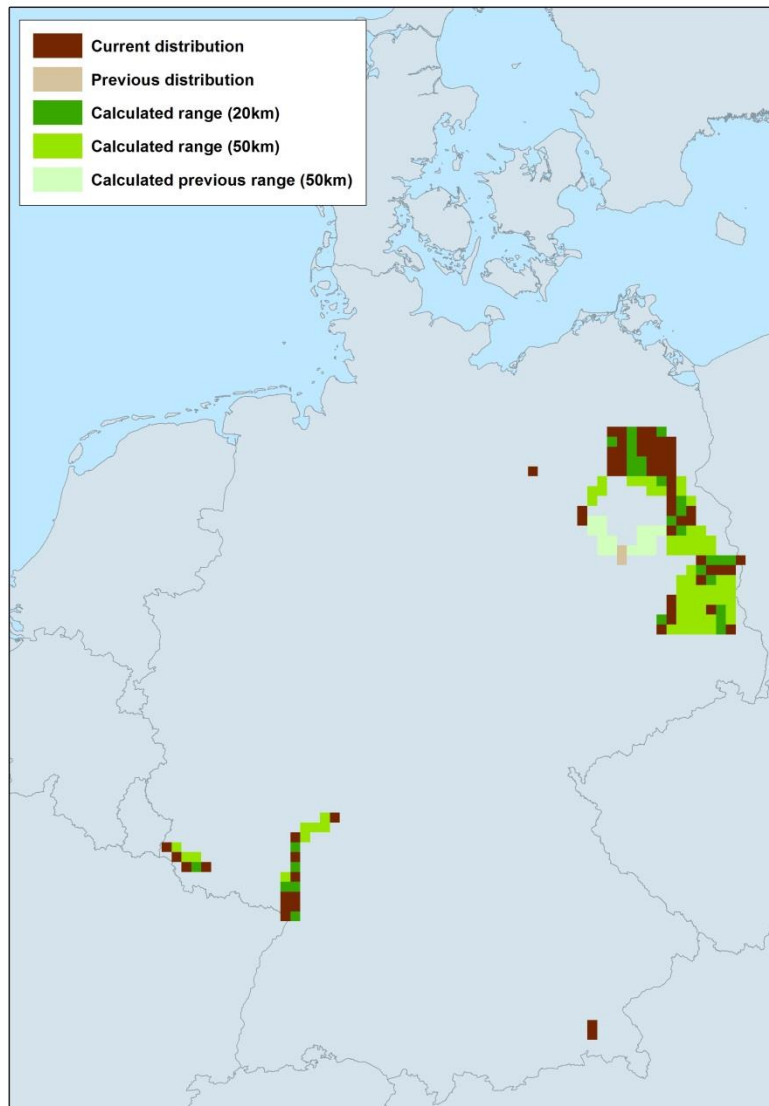 Current distribution
Previous distribution
Calculated range (20km)
Calculated range (50km)
Calculated previous range (50km)